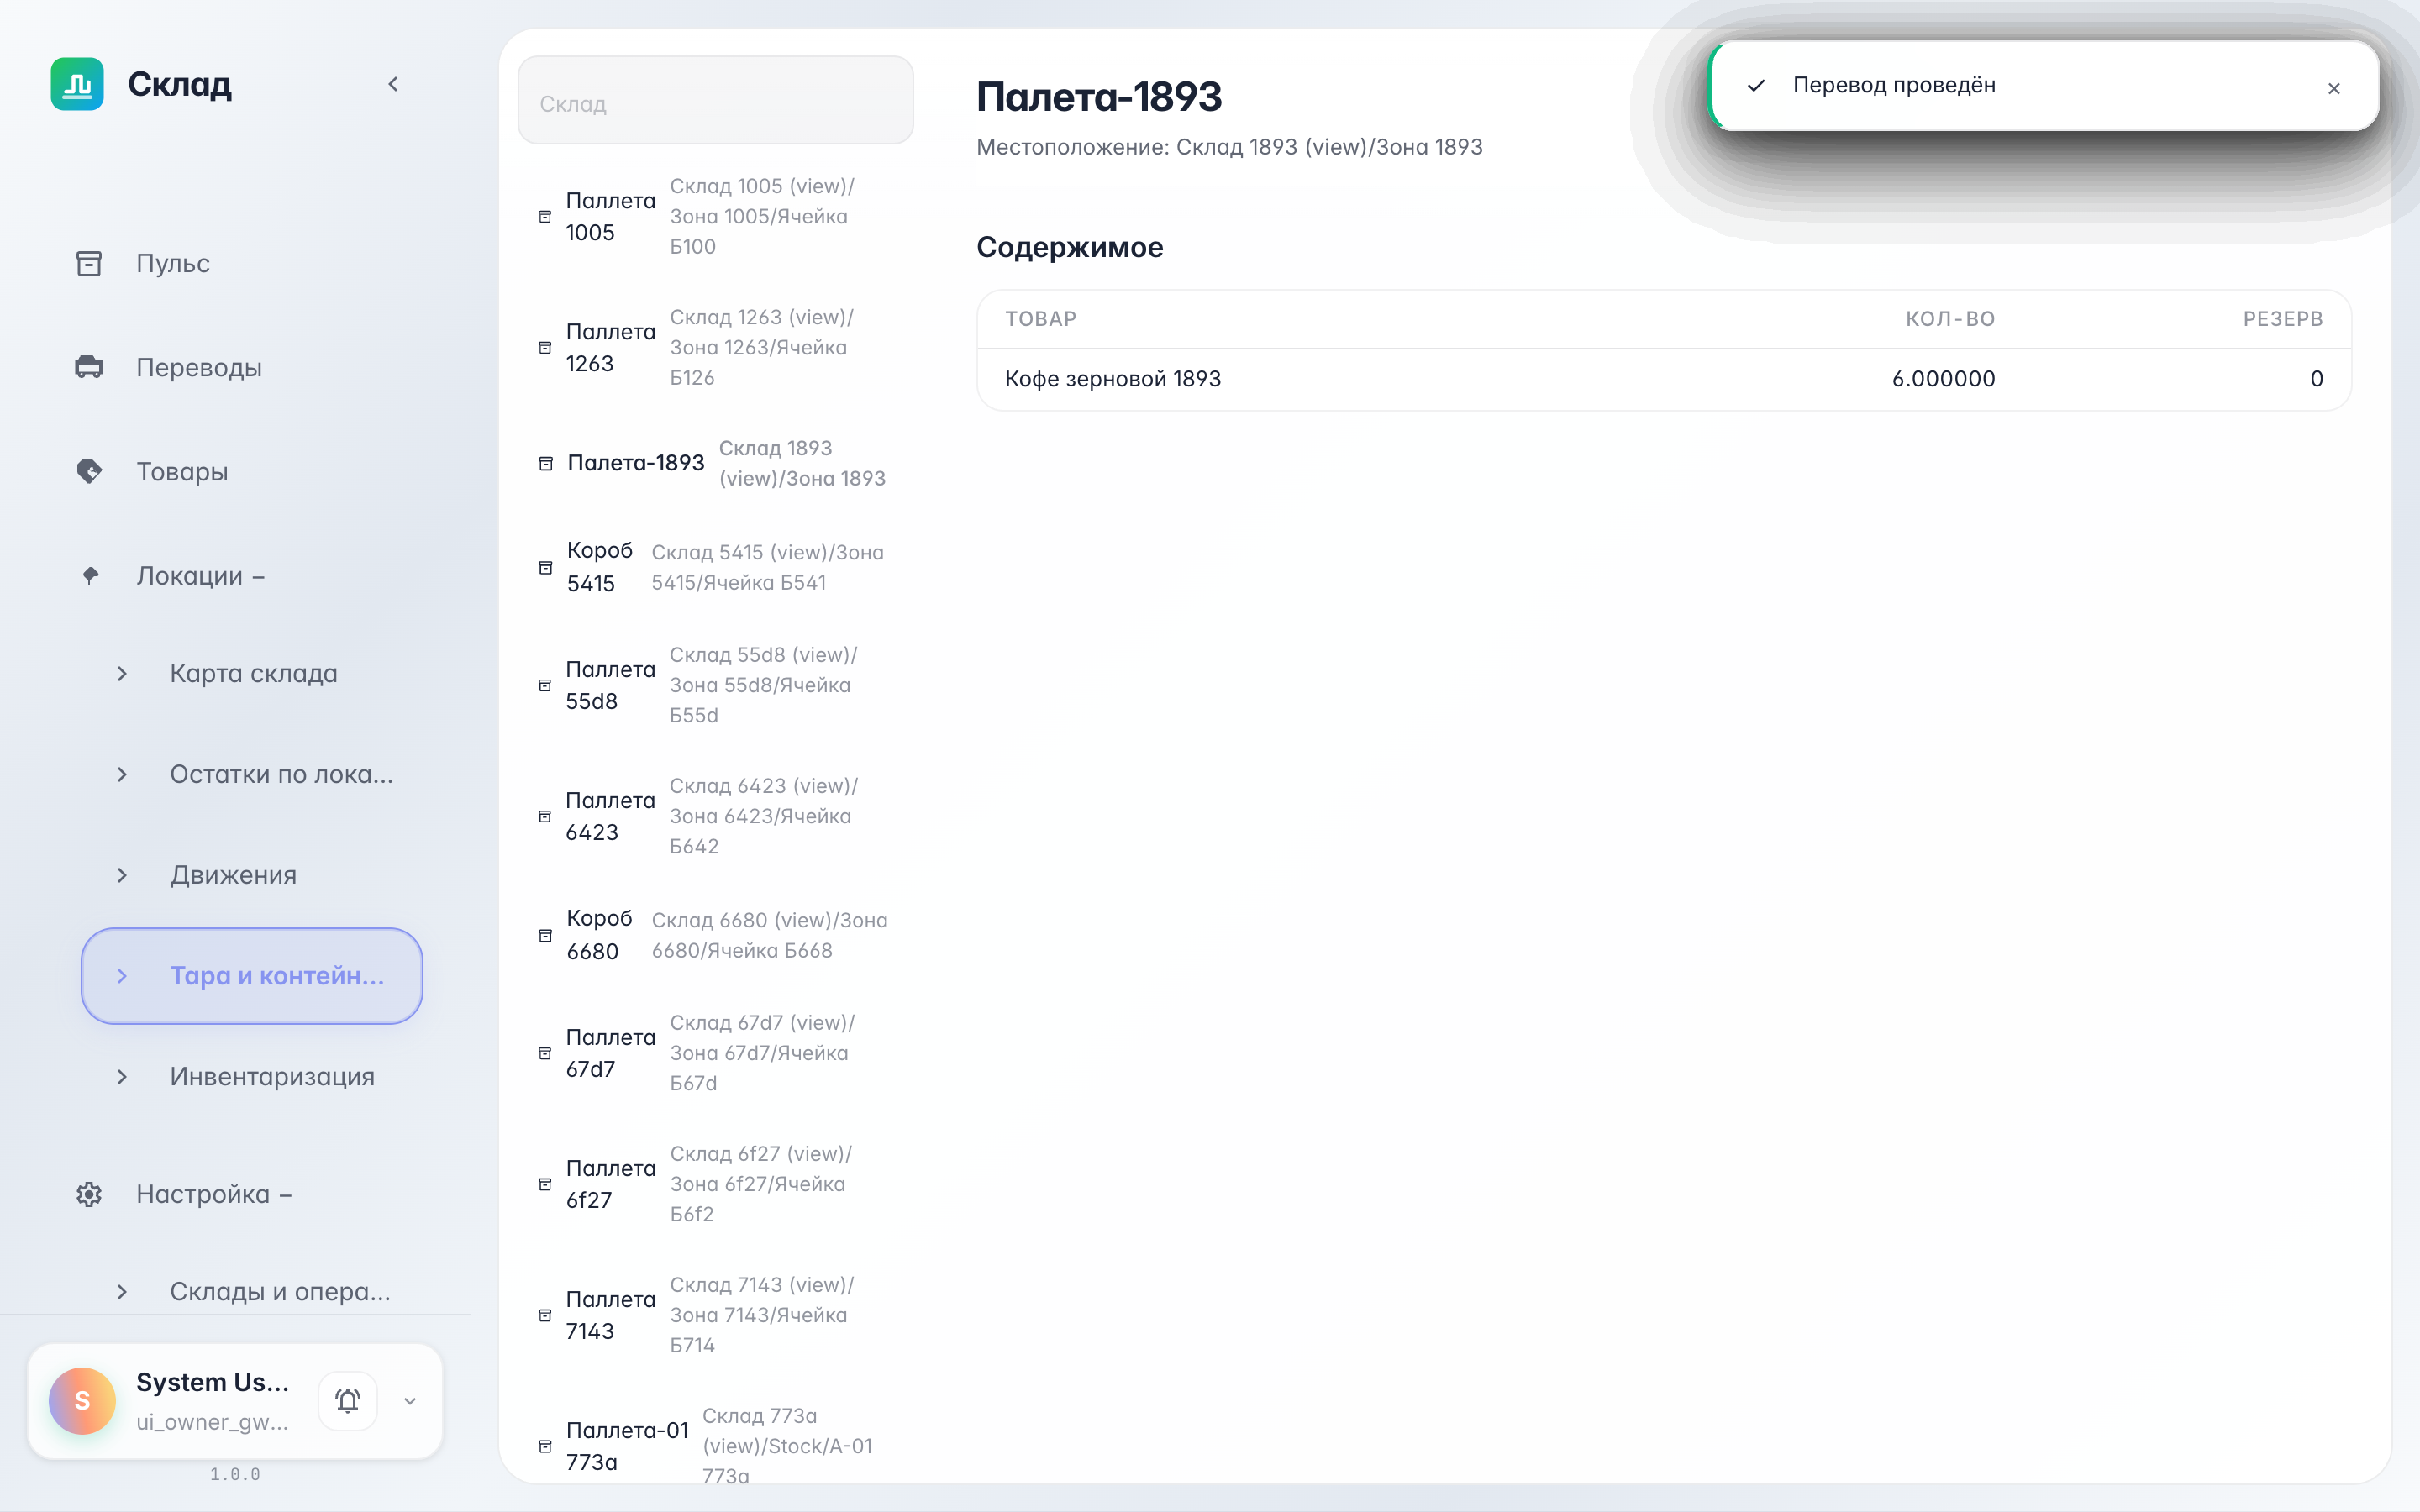 Склад
Пульс
Переводы
Товары
Локации –
Карта склада
Остатки по лока...
Движения
Тара и контейн...
Инвентаризация
Настройка –
Склады и опера...
S
System Us...
ui_owner_gw...
1.0.0
Склад
Паллета
1005
Склад 1005 (view)/
Зона 1005/Ячейка
Б100
Паллета
1263
Склад 1263 (view)/
Зона 1263/Ячейка
Б126
Палета-1893
Склад 1893
(view)/Зона 1893
Короб
5415
Склад 5415 (view)/Зона
5415/Ячейка Б541
Паллета
55d8
Склад 55d8 (view)/
Зона 55d8/Ячейка
Б55d
Паллета
6423
Склад 6423 (view)/
Зона 6423/Ячейка
Б642
Короб
6680
Склад 6680 (view)/Зона
6680/Ячейка Б668
Паллета
67d7
Склад 67d7 (view)/
Зона 67d7/Ячейка
Б67d
Паллета
6f27
Склад 6f27 (view)/
Зона 6f27/Ячейка
Б6f2
Паллета
7143
Склад 7143 (view)/
Зона 7143/Ячейка
Б714
Паллета-01
773a
Склад 773a
(view)/Stock/A-01
773a
Палета-1893
Местоположение: Склад 1893 (view)/Зона 1893
Перевод проведён
Содержимое
ТОВАР КОЛ-ВО РЕЗЕРВ
Кофе зерновой 1893 6.000000 0